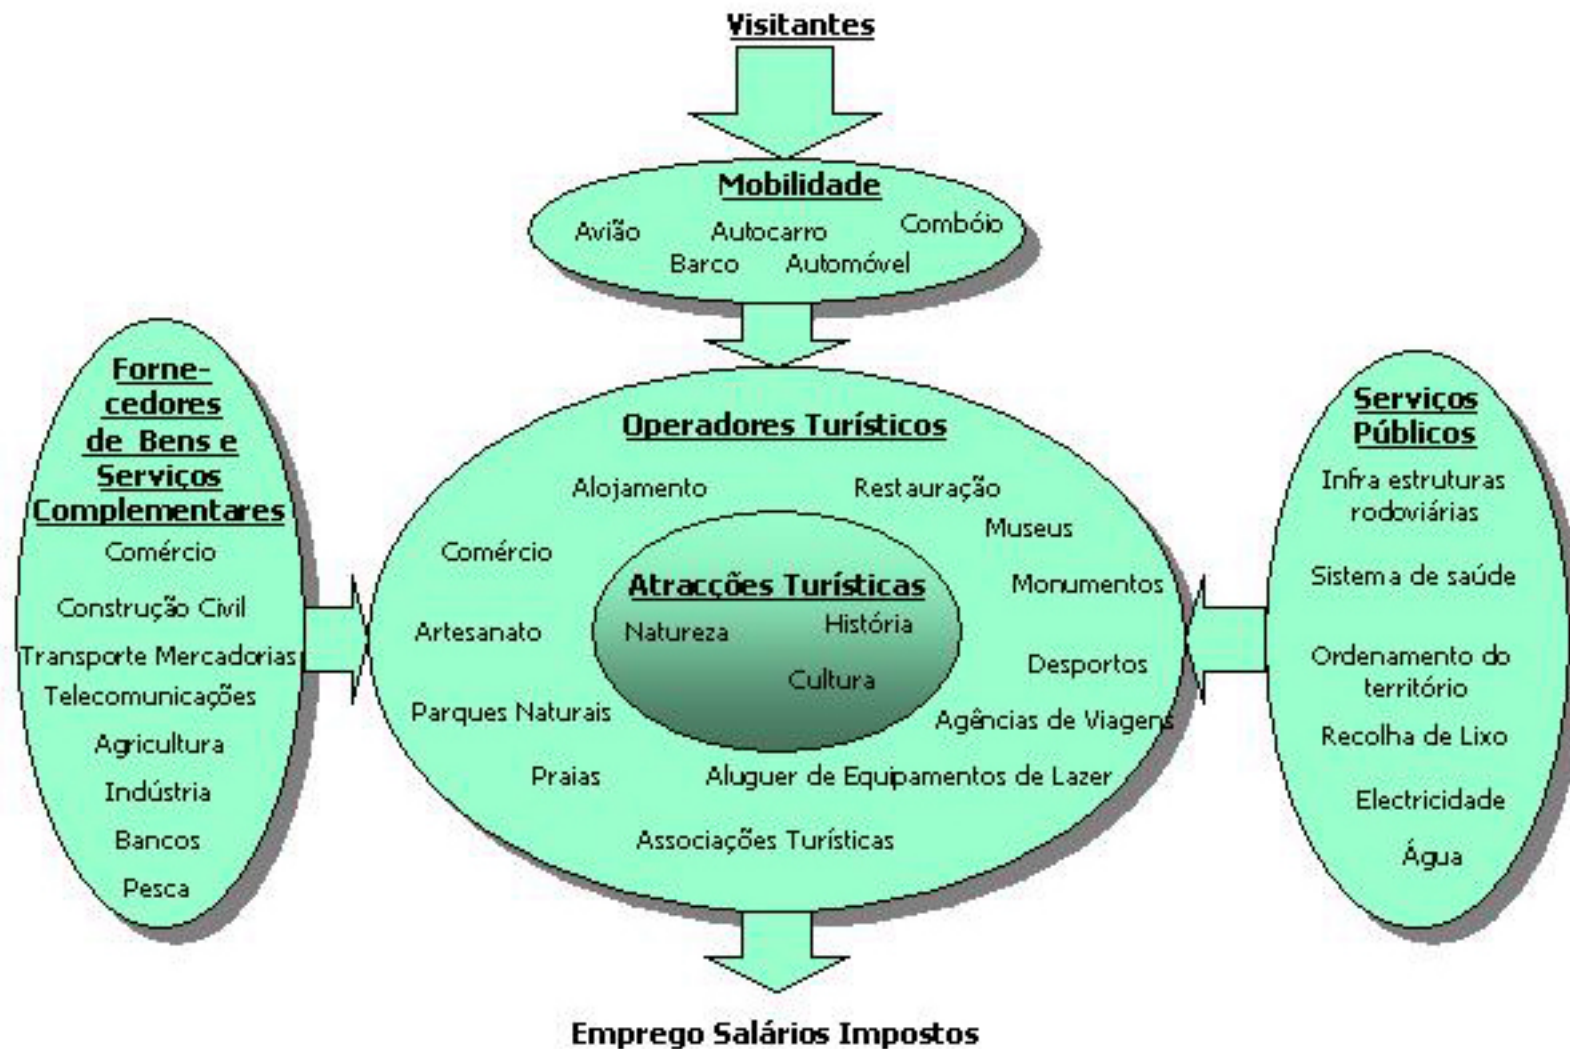 Visitantes
Mobilidade
Avião Autocarro Combóio
Barco Automóvel
Forne-
cedores
de Bens e
Serviços
Complementares
Comércio
Construção Civil
Transporte Mercadorias
Telecomunicações
Agricultura
Indústria
Bancos
Pesca
Operadores Turísticos
Alojamento Restauração
Museus
Comércio
Monumentos
Artesanato
Desportos
Parques Naturais
Agências de Viagens
Praias Aluguer de Equipamentos de Lazer
Associações Turísticas
Atracções Turísticas
Natureza História
Cultura
Serviços
Públicos
Infra estruturas
rodoviárias
Sistema de saúde
Ordenamento do
território
Recolha de Lixo
Electricidade
Água
Emprego Salários Impostos